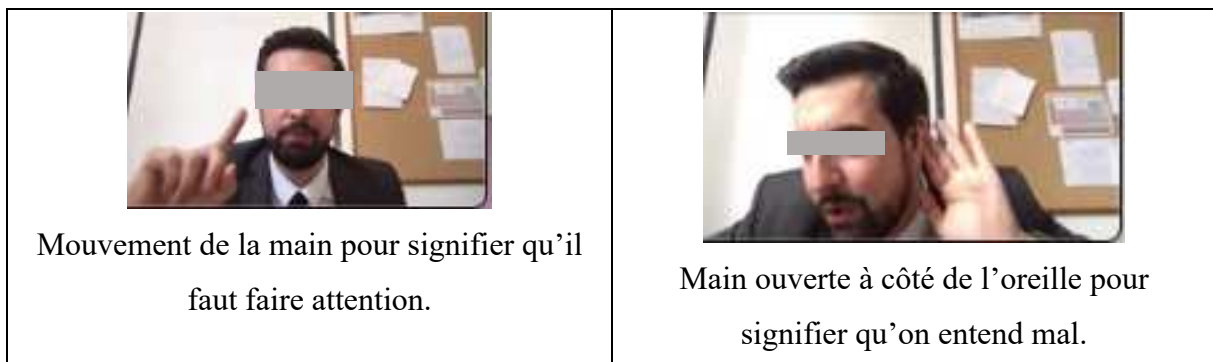 Mouvement de la main pour signifier qu’il
faut faire attention.
Main ouverte à côté de l’oreille pour
signifier qu’on entend mal.